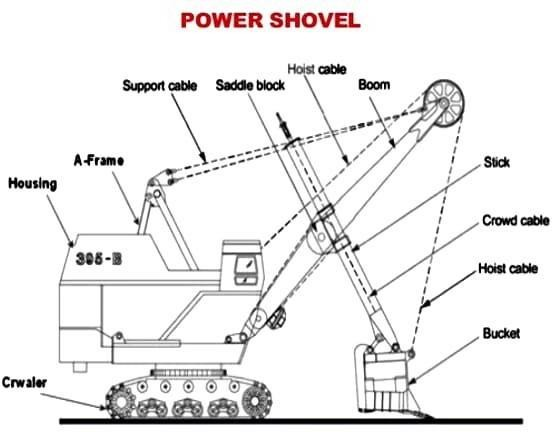 POWER SHOVEL
Hoist cable
Support cable
Saddle block
Boom
A-Frame
Stick
Housing
Crowd cable
395-B
Hoist cable
Bucket
Crwaler